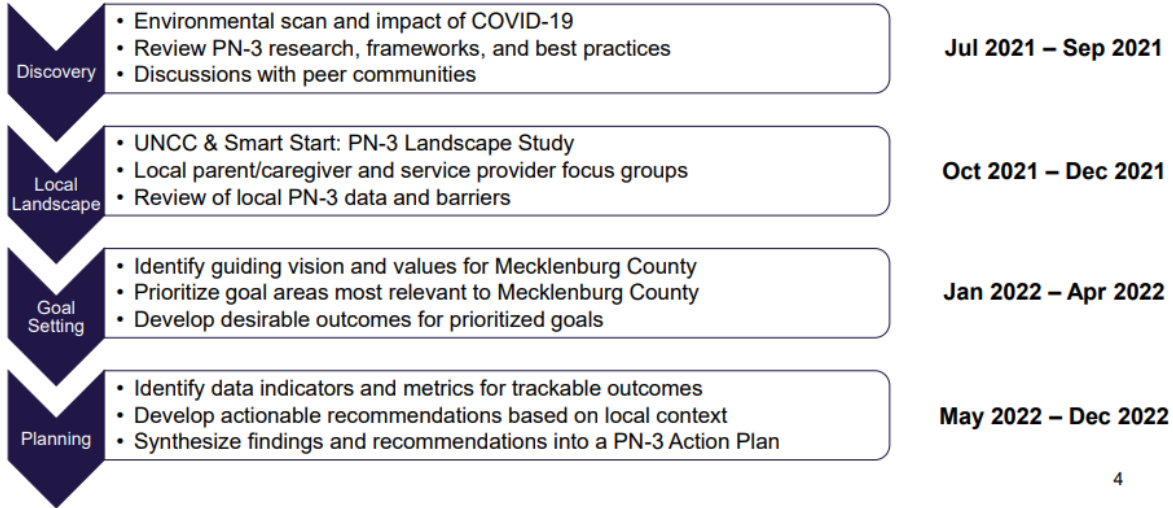 Discovery
• Environmental scan and impact of COVID-19
• Review PN-3 research, frameworks, and best practices
• Discussions with peer communities
Jul 2021 – Sep 2021
Local
Landscape
• UNCC & Smart Start: PN-3 Landscape Study
• Local parent/caregiver and service provider focus groups
• Review of local PN-3 data and barriers
Oct 2021 – Dec 2021
Goal
Setting
• Identify guiding vision and values for Mecklenburg County
• Prioritize goal areas most relevant to Mecklenburg County
• Develop desirable outcomes for prioritized goals
Jan 2022 – Apr 2022
Planning
• Identify data indicators and metrics for trackable outcomes
• Develop actionable recommendations based on local context
• Synthesize findings and recommendations into a PN-3 Action Plan
May 2022 – Dec 2022
4